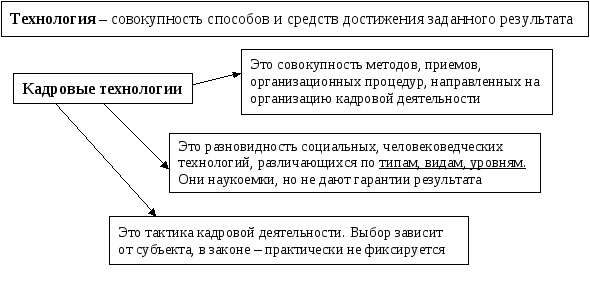 Технология – совокупность способов и средств достижения заданного результата
Это совокупность методов, приемов,
организационных процедур, направленных на
организацию кадровой деятельности
Кадровые технологии
Это разновидность социальных, человековедческих
технологий, различающихся по типам, видам, уровням.
Они наукоемки, но не дают гарантии результата
Это тактика кадровой деятельности. Выбор зависит
от субъекта, в законе – практически не фиксируется